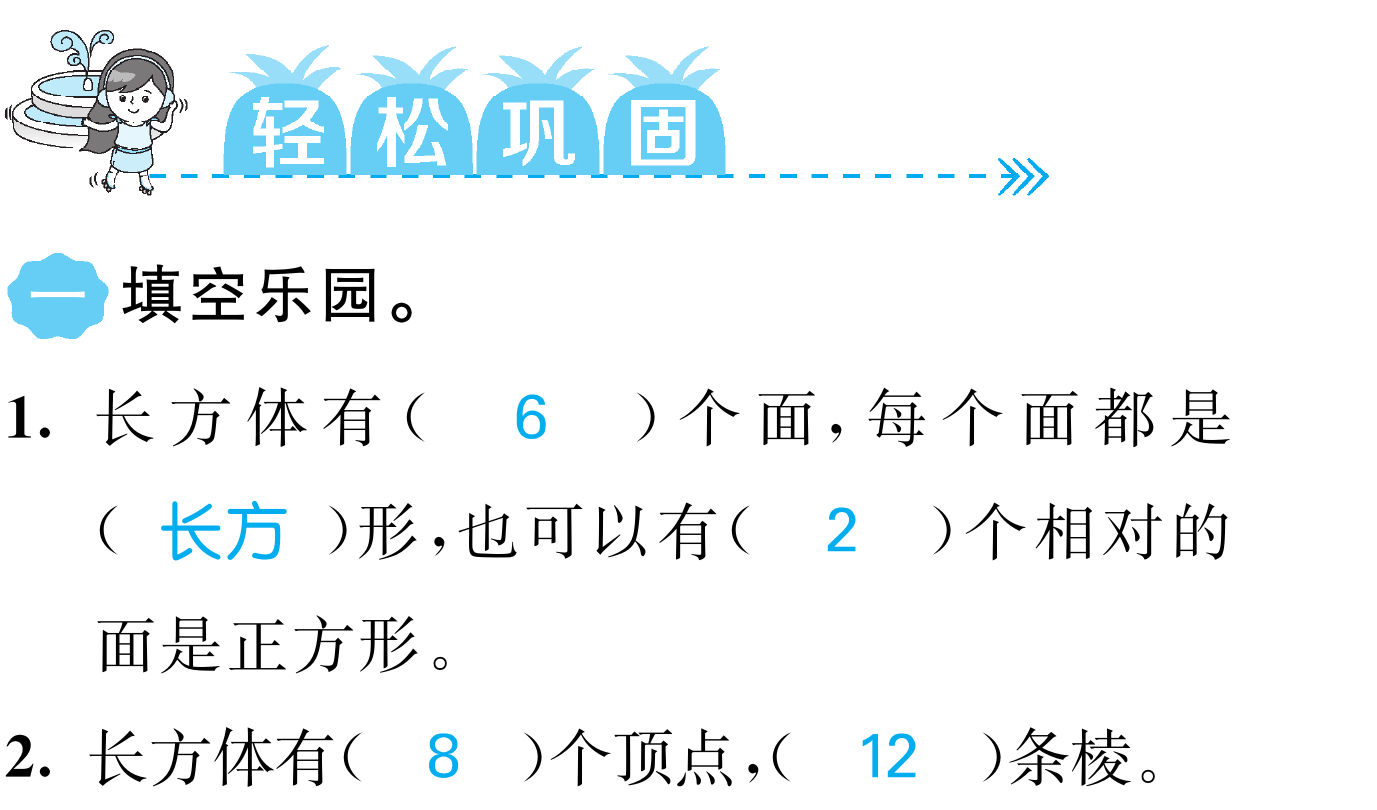 轻松巩固
一 填空乐园。
1. 长方体有( 6 )个面,每个面都是
( 长方 )形,也可以有( 2 )个相对的
面是正方形。
2. 长方体有( 8 )个顶点,( 12 )条棱。